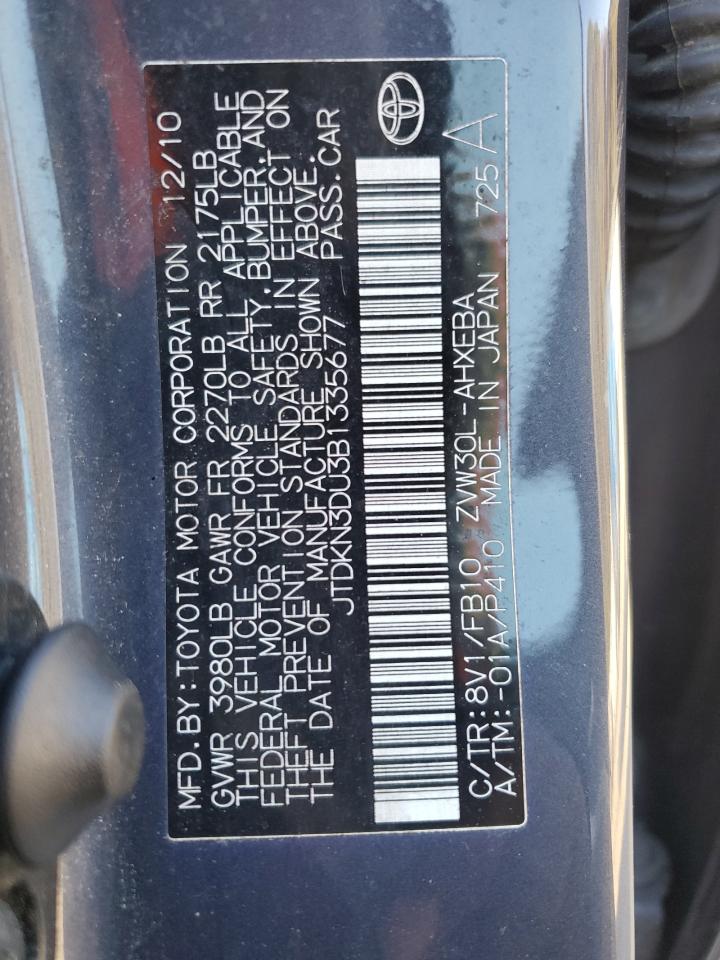 MFD.BY:TOYOTA MOTOR CORPORATION 12/10
GVWR 3980LB GAWR FR 2270LB RR 2175LB
THIS VEHICLE CONFORMS TO ALL APPLICABLE
FEDERAL MOTOR VEHICLE SAFETY,BUMPER,AND
THEFT PREVENTION STANDARDS IN EFFECT ON
THE DATE OF MANUFACTURE SHOWN ABOVE.
JTDKN3DU3B1335677 PASS.CAR
C/TR:8V1/FB10 ZVW30L-AHXEBA
A/TM:-01A/P410 MADE IN JAPAN 725 A